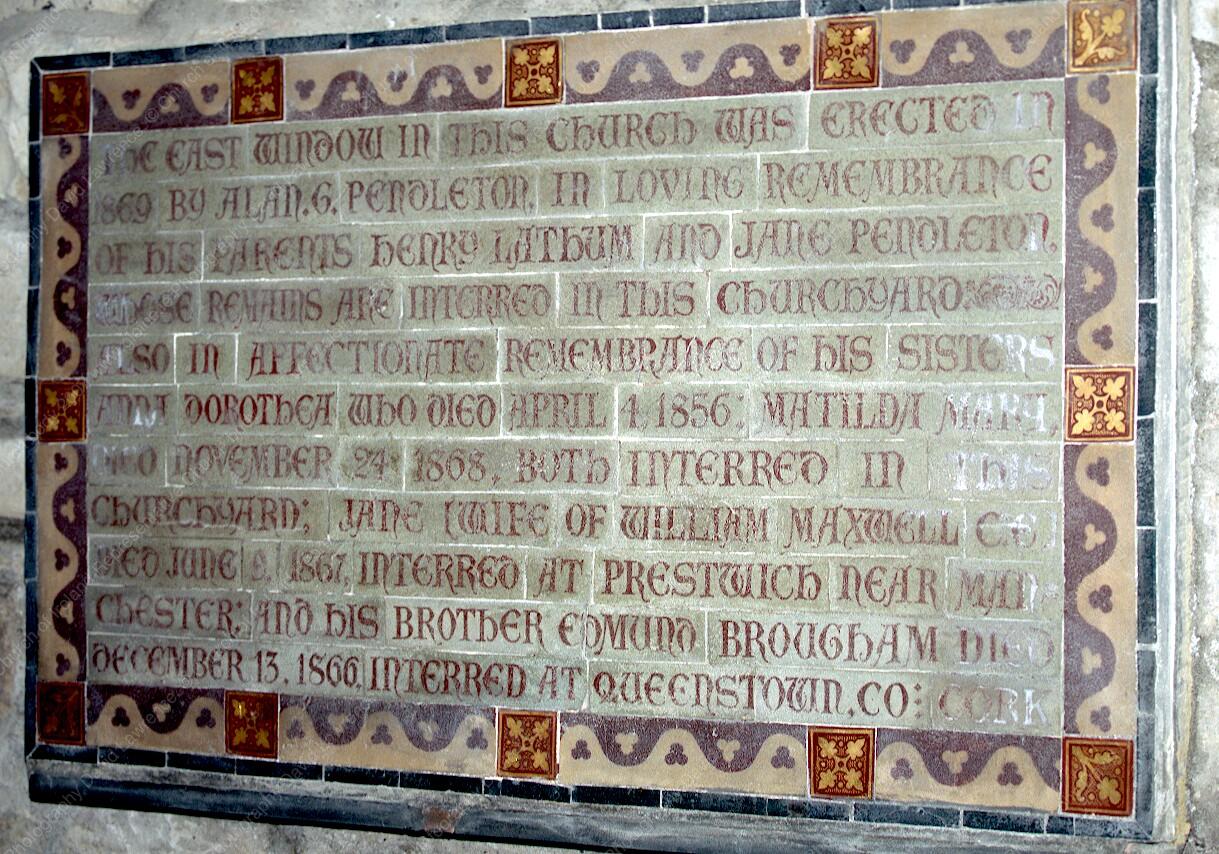 THE EAST WINDOW IN THIS CHURCH WAS ERECTED IN
1869 BY ALAN.G. PENDLETON, IN LOVING REMEMBRANCE
OF HIS PARENTS HENRY LATHUM AND JANE PENDLETON,
WHOSE REMAINS ARE INTERRED IN THIS CHURCHYARD.
ALSO IN AFFECTIONATE REMEMBRANCE OF HIS SISTERS
ANNA DOROTHEA WHO DIED APRIL 4, 1856; MATILDA MARY,
DIED NOVEMBER 24, 1868, BOTH INTERRED IN THIS
CHURCHYARD; JANE (WIFE OF WILLIAM MAXWELL C.E.)
DIED JUNE 1867, INTERRED AT PRESTWICH NEAR MAN-
CHESTER; AND HIS BROTHER EDMUND BROUGHAM DIED
DECEMBER 13, 1866, INTERRED AT QUEENSTOWN, CO: CORK